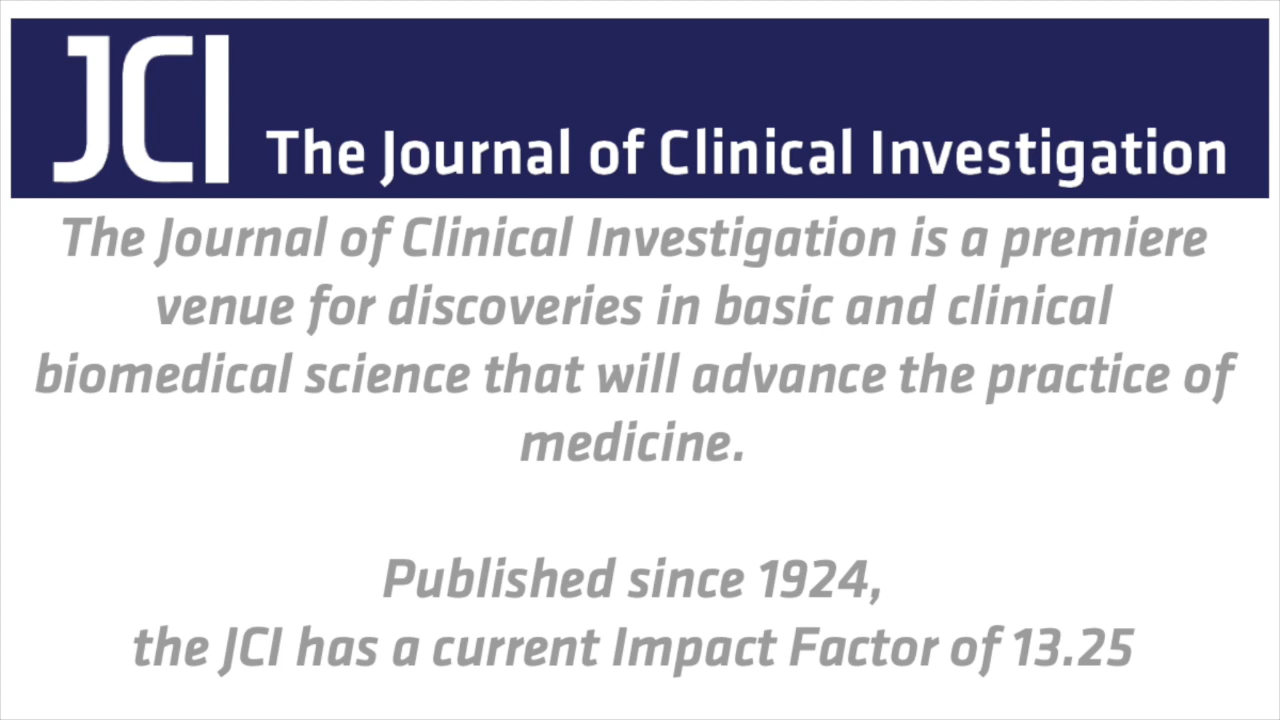 JCI The Journal of Clinical Investigation
The Journal of Clinical Investigation is a premiere
venue for discoveries in basic and clinical
biomedical science that will advance the practice of
medicine.
Published since 1924,
the JCI has a current Impact Factor of 13.25